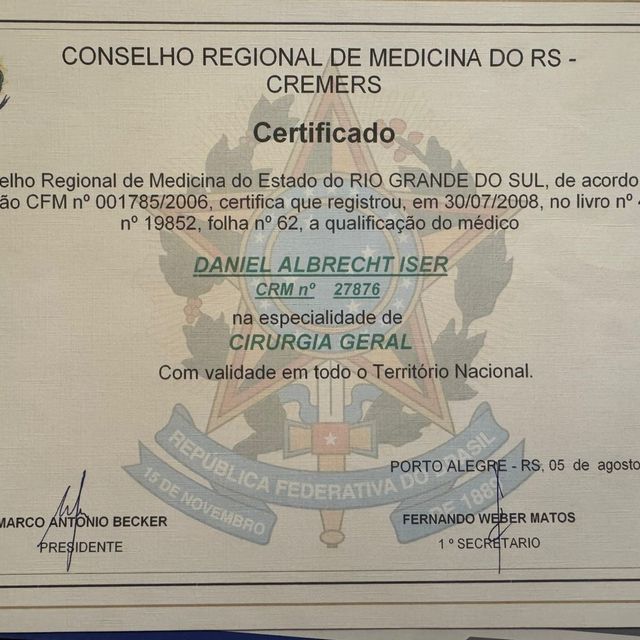 CONSELHO REGIONAL DE MEDICINA DO RS -
CREMERS
Certificado
elho Regional de Medicina do Estado do RIO GRANDE DO SUL, de acordo
ão CFM nº 001785/2006, certifica que registrou, em 30/07/2008, no livro nº 4
nº 19852, folha nº 62, a qualificação do médico
DANIEL ALBRECHT ISER
CRM nº 27876
na especialidade de
CIRURGIA GERAL
Com validade em todo o Território Nacional.
REPÚBLICA FEDERATIVA DO BRASIL
15 DE NOVEMBRO
DE 1889
PORTO ALEGRE - RS, 05 de agosto
MARCO ANTONIO BECKER
PRESIDENTE
FERNANDO WEBER MATOS
1º SECRETARIO